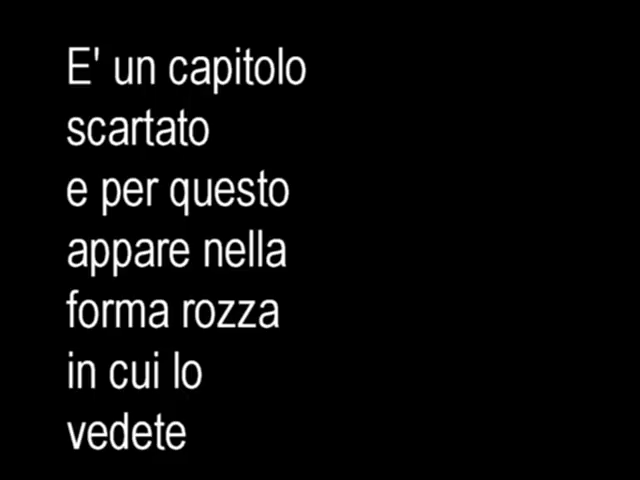 E' un capitolo
scartato
e per questo
appare nella
forma rozza
in cui lo
vedete